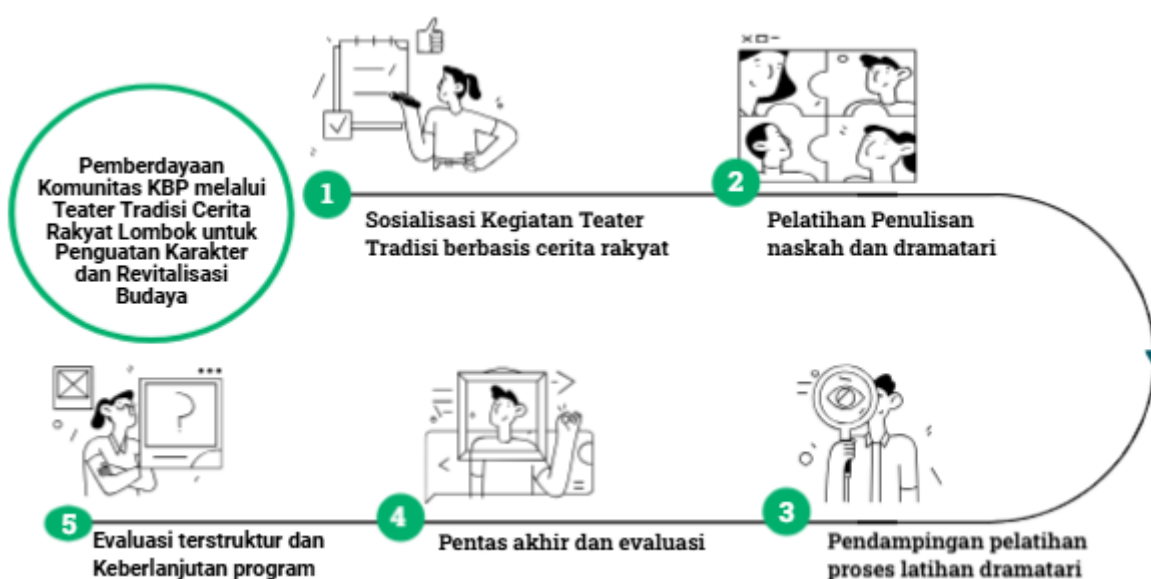 Pemberdayaan
Komunitas KBP melalui
Teater Tradisi Cerita
Rakyat Lombok untuk
Penguatan Karakter
dan Revitalisasi
Budaya
1
Sosialisasi Kegiatan Teater
Tradisi berbasis cerita rakyat
2
Pelatihan Penulisan
naskah dan dramatari
3
Pendampingan pelatihan
proses latihan dramatari
4
Pentas akhir dan evaluasi
5
Evaluasi terstruktur dan
Keberlanjutan program